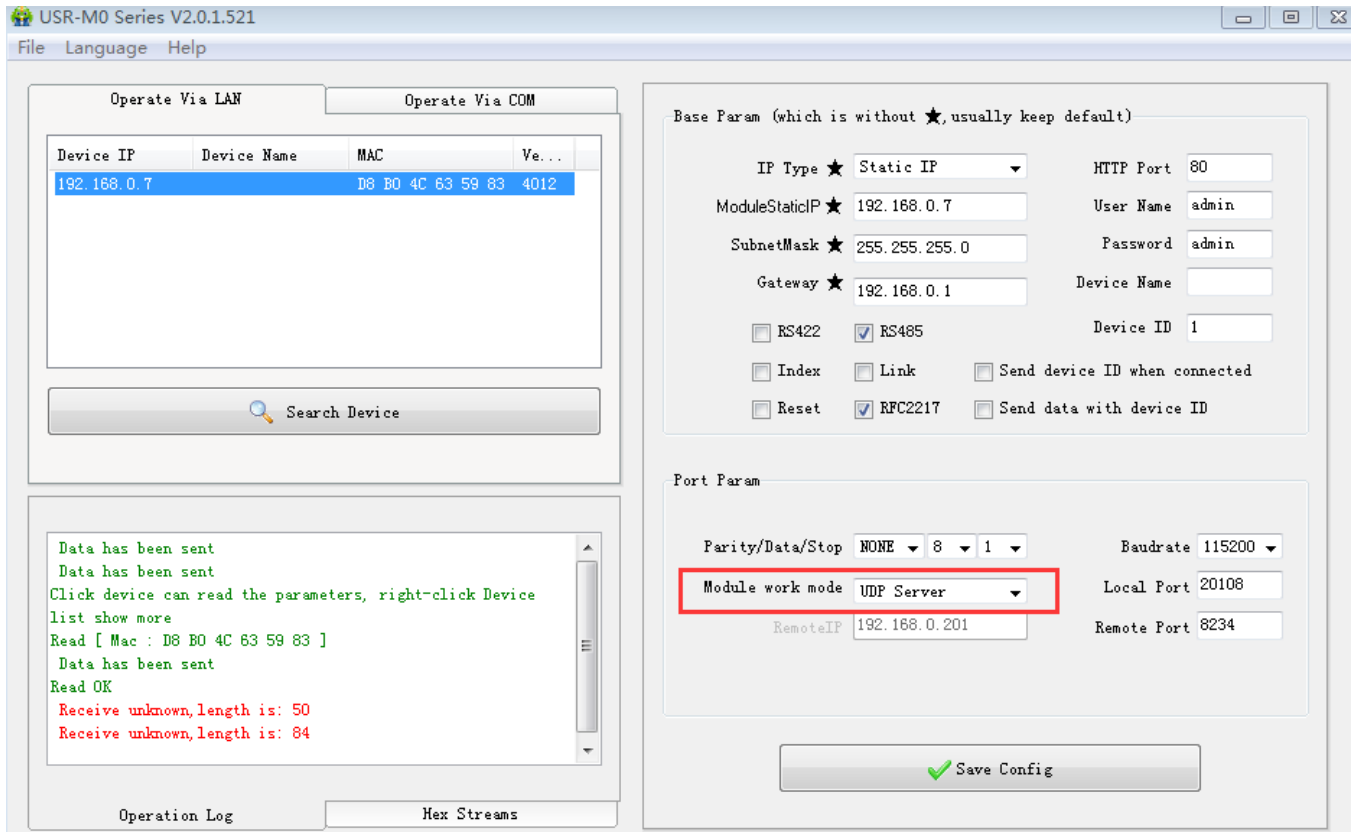 USR-M0 Series V2.0.1.521
File Language Help
Operate Via LAN Operate Via COM
Device IP Device Name MAC Ve...
192.168.0.7 D8 B0 4C 63 59 83 4012
Search Device
Data has been sent
Data has been sent
Click device can read the parameters, right-click Device
list show more
Read [ Mac : D8 B0 4C 63 59 83 ]
Data has been sent
Read OK
Receive unknown,length is: 50
Receive unknown,length is: 84
Operation Log Hex Streams
Base Param (which is without ★,usually keep default)
IP Type ★ Static IP HTTP Port 80
ModuleStaticIP ★ 192.168.0.7 User Name admin
SubnetMask ★ 255.255.255.0 Password admin
Gateway ★ 192.168.0.1 Device Name
RS422 RS485 Device ID 1
Index Link Send device ID when connected
Reset RFC2217 Send data with device ID
Port Param
Parity/Data/Stop NONE 8 1 Baudrate 115200
Module work mode UDP Server Local Port 20108
RemoteIP 192.168.0.201 Remote Port 8234
Save Config